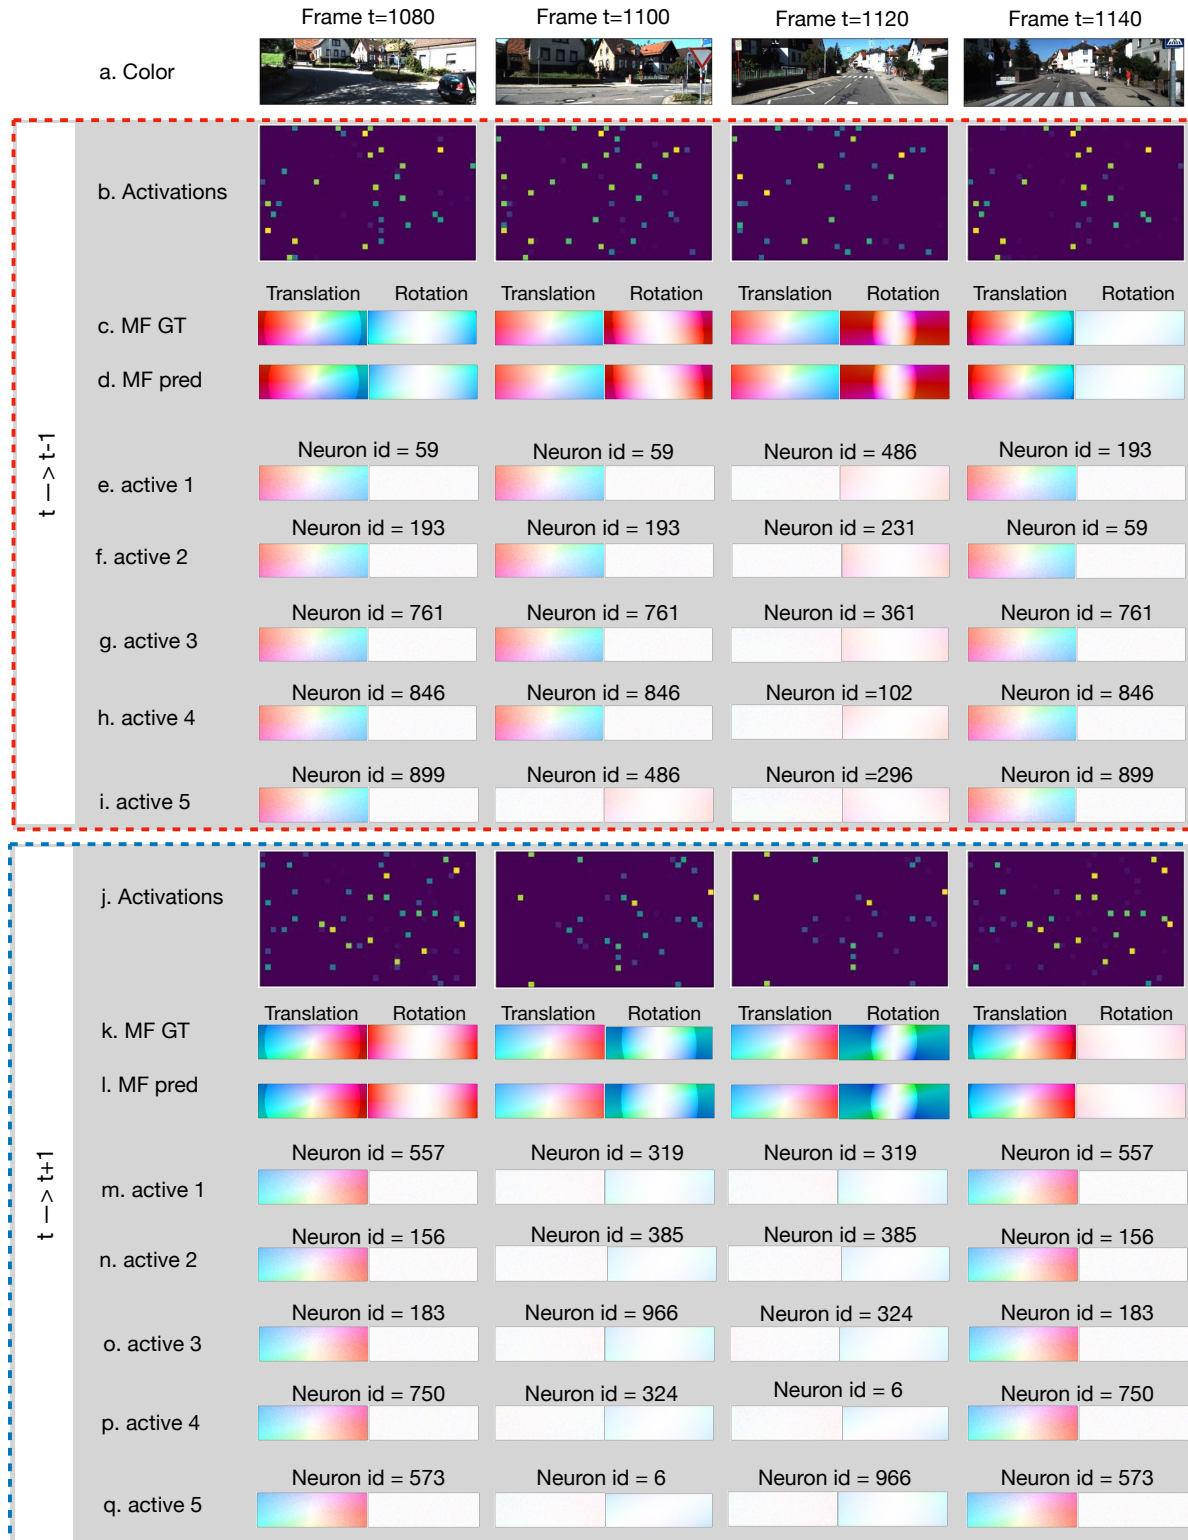 Frame t=1080 Frame t=1100 Frame t=1120 Frame t=1140
a. Color
b. Activations
Translation Rotation Translation Rotation Translation Rotation Translation Rotation
c. MF GT
d. MF pred
t —> t-1
Neuron id = 59 Neuron id = 59 Neuron id = 486 Neuron id = 193
e. active 1
Neuron id = 193 Neuron id = 193 Neuron id = 231 Neuron id = 59
f. active 2
Neuron id = 761 Neuron id = 761 Neuron id = 361 Neuron id = 761
g. active 3
Neuron id = 846 Neuron id = 846 Neuron id =102 Neuron id = 846
h. active 4
Neuron id = 899 Neuron id = 486 Neuron id =296 Neuron id = 899
i. active 5
j. Activations
Translation Rotation Translation Rotation Translation Rotation Translation Rotation
k. MF GT
l. MF pred
t —> t+1
Neuron id = 557 Neuron id = 319 Neuron id = 319 Neuron id = 557
m. active 1
Neuron id = 156 Neuron id = 385 Neuron id = 385 Neuron id = 156
n. active 2
Neuron id = 183 Neuron id = 966 Neuron id = 324 Neuron id = 183
o. active 3
Neuron id = 750 Neuron id = 324 Neuron id = 6 Neuron id = 750
p. active 4
Neuron id = 573 Neuron id = 6 Neuron id = 966 Neuron id = 573
q. active 5